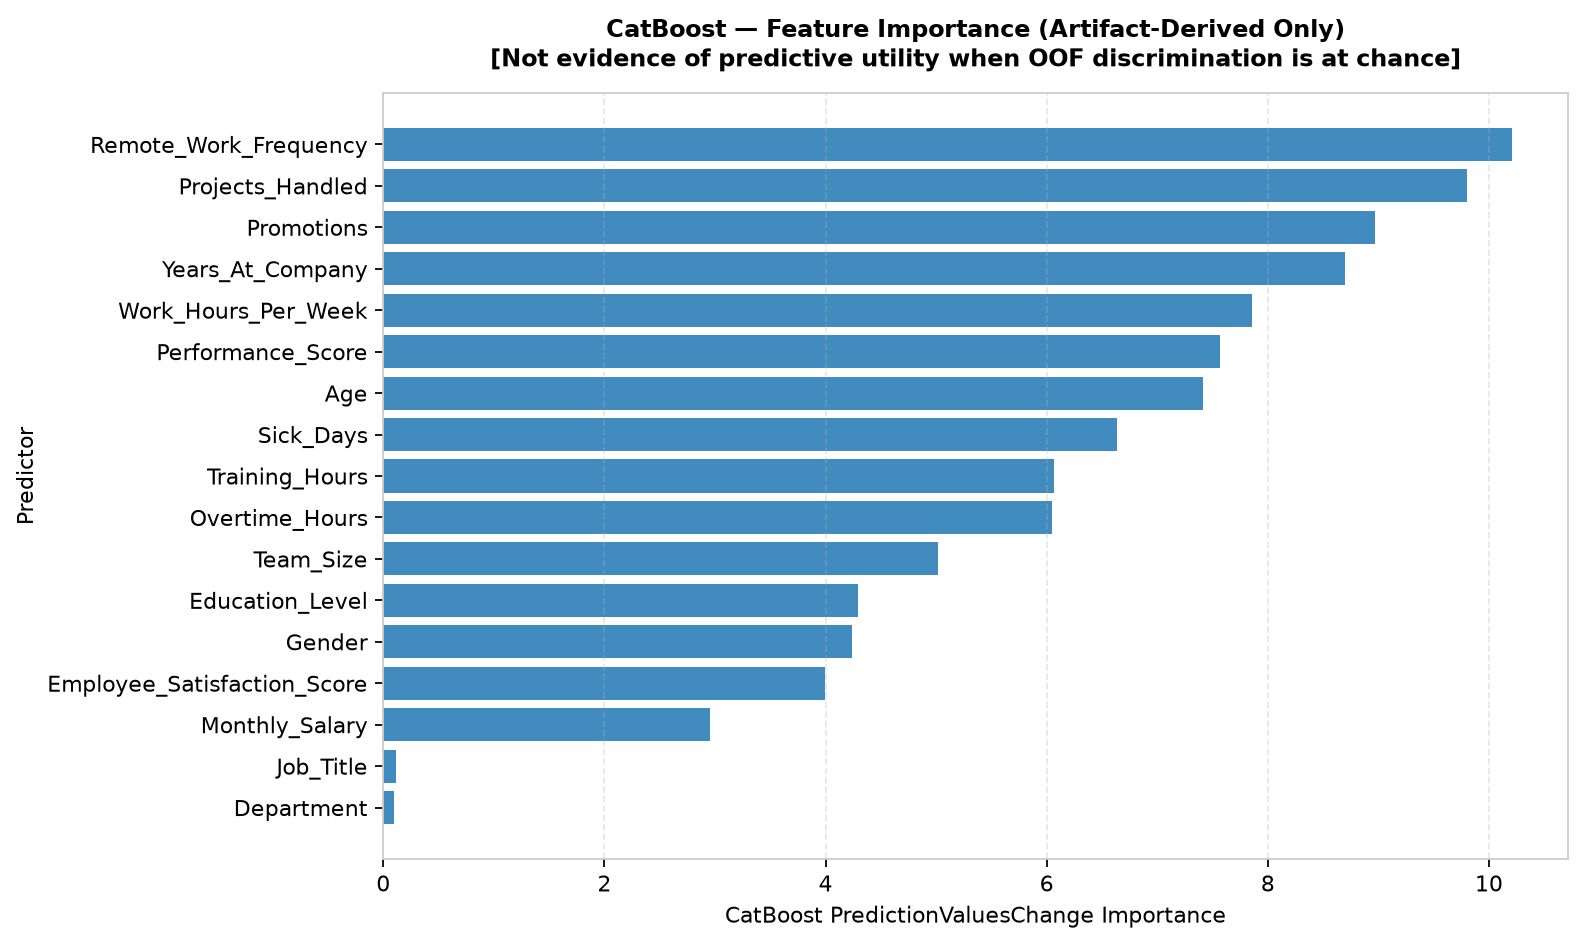 CatBoost — Feature Importance (Artifact-Derived Only)
[Not evidence of predictive utility when OOF discrimination is at chance]
Predictor
Remote_Work_Frequency
Projects_Handled
Promotions
Years_At_Company
Work_Hours_Per_Week
Performance_Score
Age
Sick_Days
Training_Hours
Overtime_Hours
Team_Size
Education_Level
Gender
Employee_Satisfaction_Score
Monthly_Salary
Job_Title
Department
0 2 4 6 8 10
CatBoost PredictionValuesChange Importance